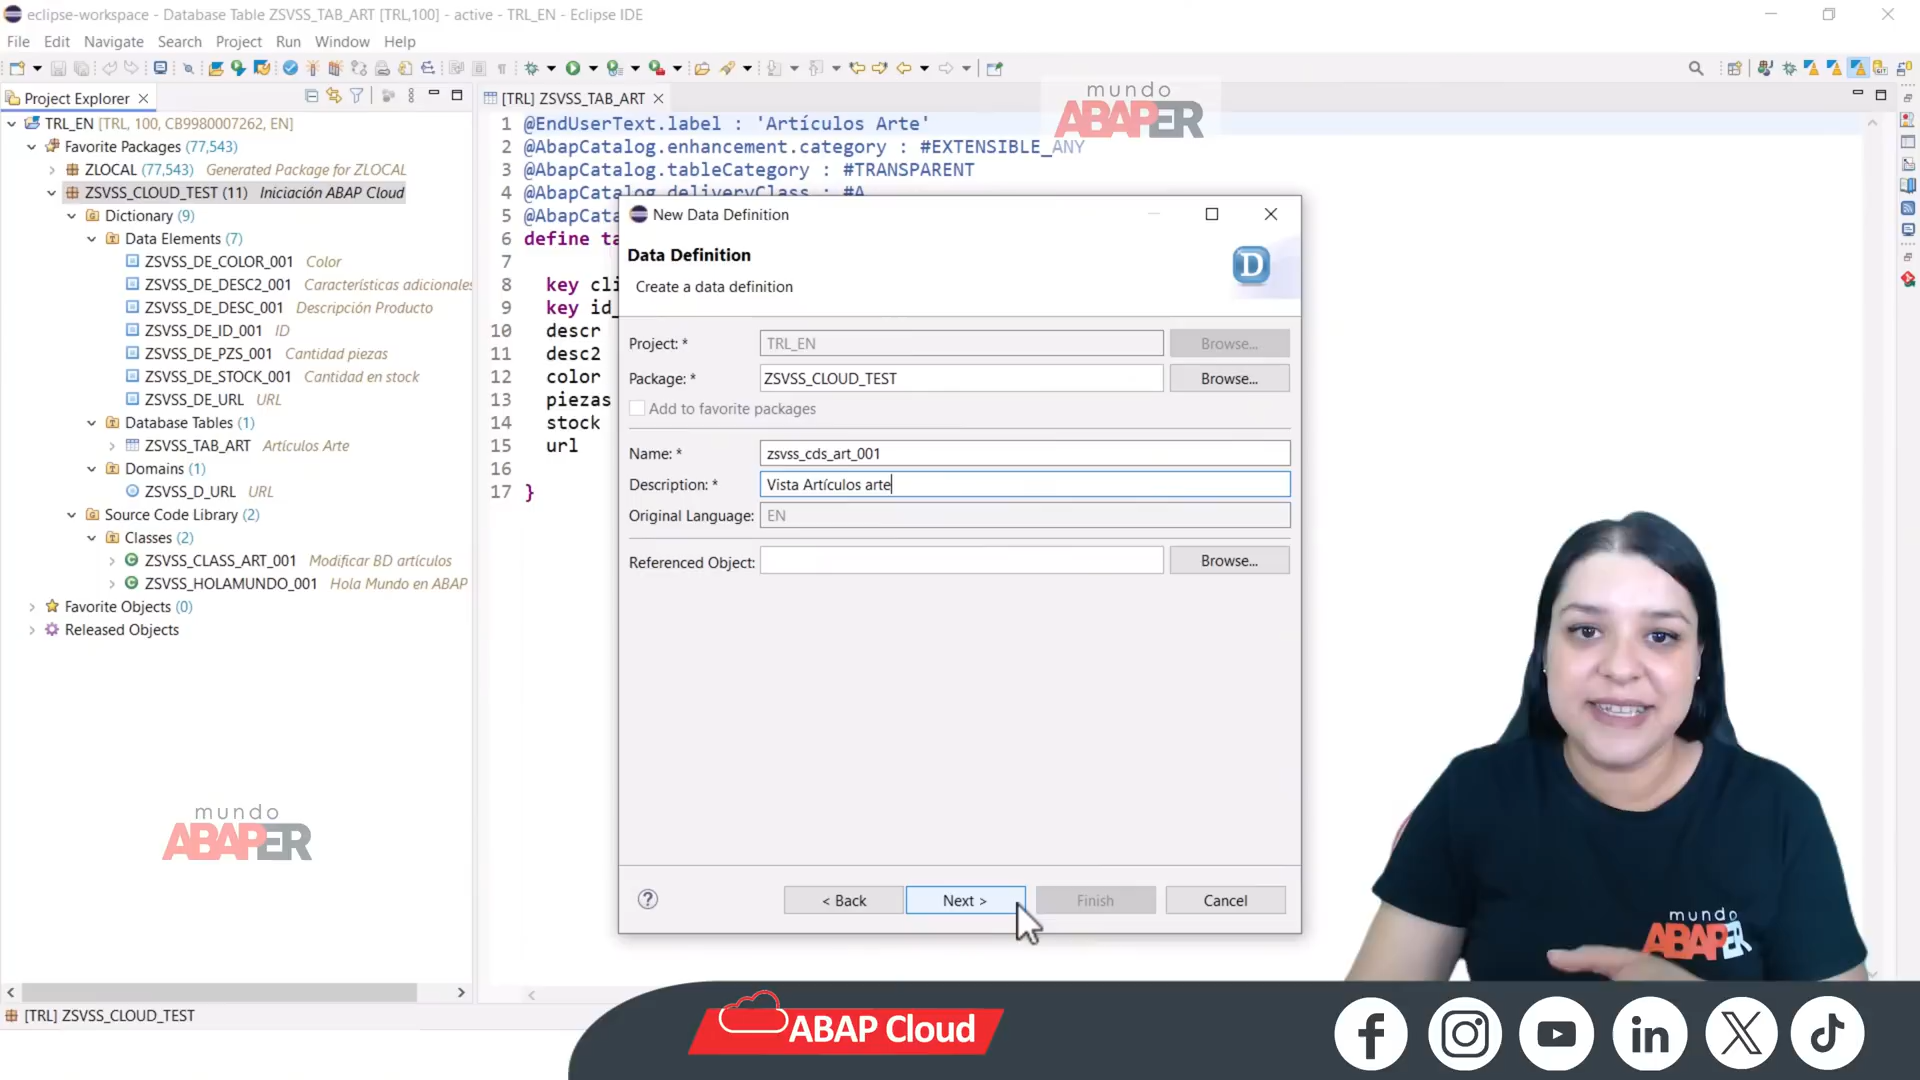 eclipse-workspace - Database Table ZSVSS_TAB_ART [TRL,100] - active - TRL_EN - Eclipse IDE
File Edit Navigate Search Project Run Window Help
Project Explorer
[TRL] ZSVSS_TAB_ART
TRL_EN [TRL, 100, CB9980007262, EN]
Favorite Packages (77,543)
ZLOCAL (77,543) Generated Package for ZLOCAL
ZSVSS_CLOUD_TEST (11) Iniciación ABAP Cloud
Dictionary (9)
Data Elements (7)
ZSVSS_DE_COLOR_001 Color
ZSVSS_DE_DESC2_001 Características adicionales
ZSVSS_DE_DESC_001 Descripción Producto
ZSVSS_DE_ID_001 ID
ZSVSS_DE_PZS_001 Cantidad piezas
ZSVSS_DE_STOCK_001 Cantidad en stock
ZSVSS_DE_URL URL
Database Tables (1)
ZSVSS_TAB_ART Artículos Arte
Domains (1)
ZSVSS_D_URL URL
Source Code Library (2)
Classes (2)
ZSVSS_CLASS_ART_001 Modificar BD artículos
ZSVSS_HOLAMUNDO_001 Hola Mundo en ABAP
Favorite Objects (0)
Released Objects
mundo
ABAPER
[TRL] ZSVSS_CLOUD_TEST
1 @EndUserText.label : 'Artículos Arte'
2 @AbapCatalog.enhancement.category : #EXTENSIBLE_ANY
3 @AbapCatalog.tableCategory : #TRANSPARENT
4 @AbapCatalog.deliveryClass : #A
5 @AbapCata
6 define ta
7
8 key cli
9 key id_
10 descr
11 desc2
12 color
13 piezas
14 stock
15 url
16
17 }
mundo
ABAPER
New Data Definition
Data Definition
Create a data definition
D
Project: * TRL_EN Browse...
Package: * ZSVSS_CLOUD_TEST Browse...
Add to favorite packages
Name: * zsvss_cds_art_001
Description: * Vista Artículos arte
Original Language: EN
Referenced Object: Browse...
? < Back Next > Finish Cancel
mundo
ABAPER
ABAP Cloud